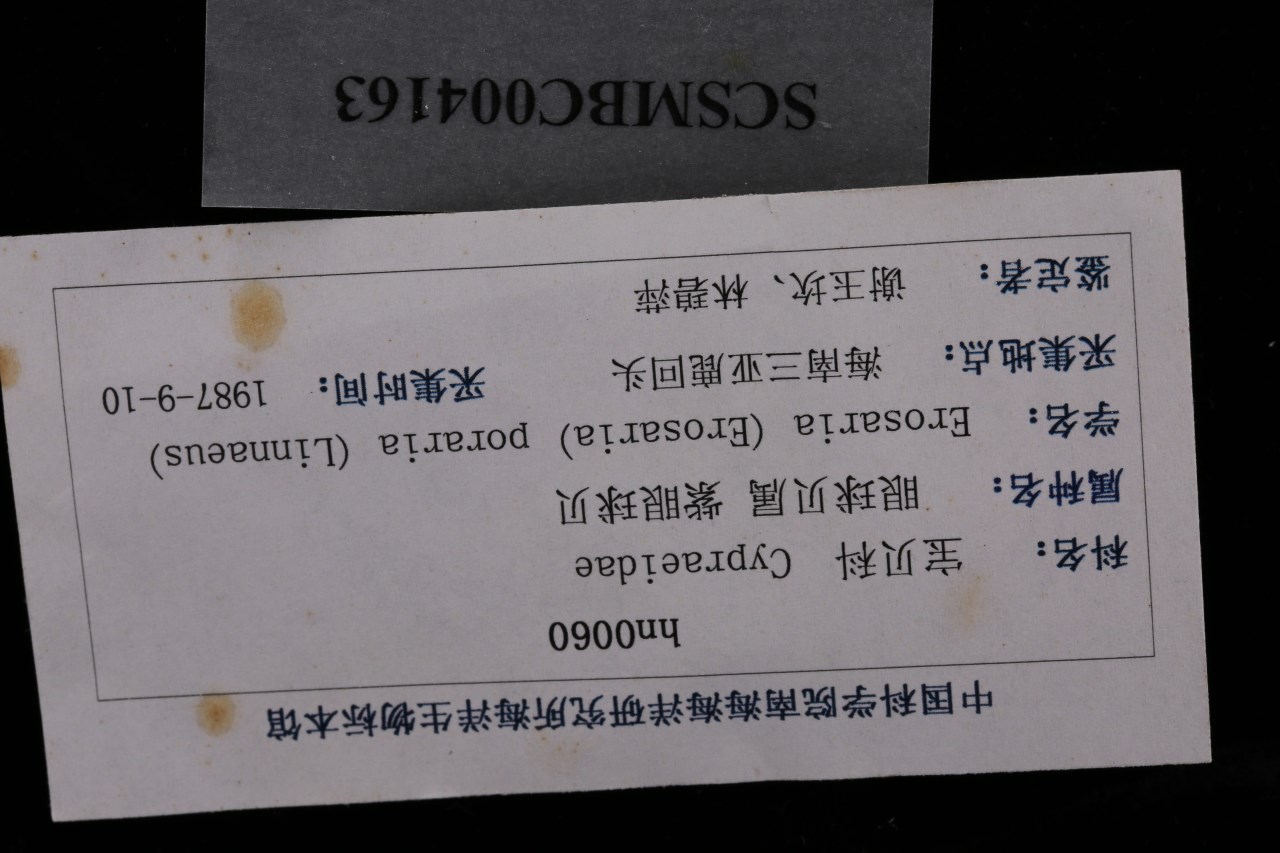 中国科学院南海海洋研究所海洋生物标本馆
hn0060
科名: 宝贝科 Cypraeidae
属种名: 眼球贝属 紫眼球贝
学名: Erosaria (Erosaria) poraria (Linnaeus)
采集地点: 海南三亚鹿回头 采集时间: 1987-9-10
鉴定者: 谢玉坎、林碧萍
SCSMBC004163